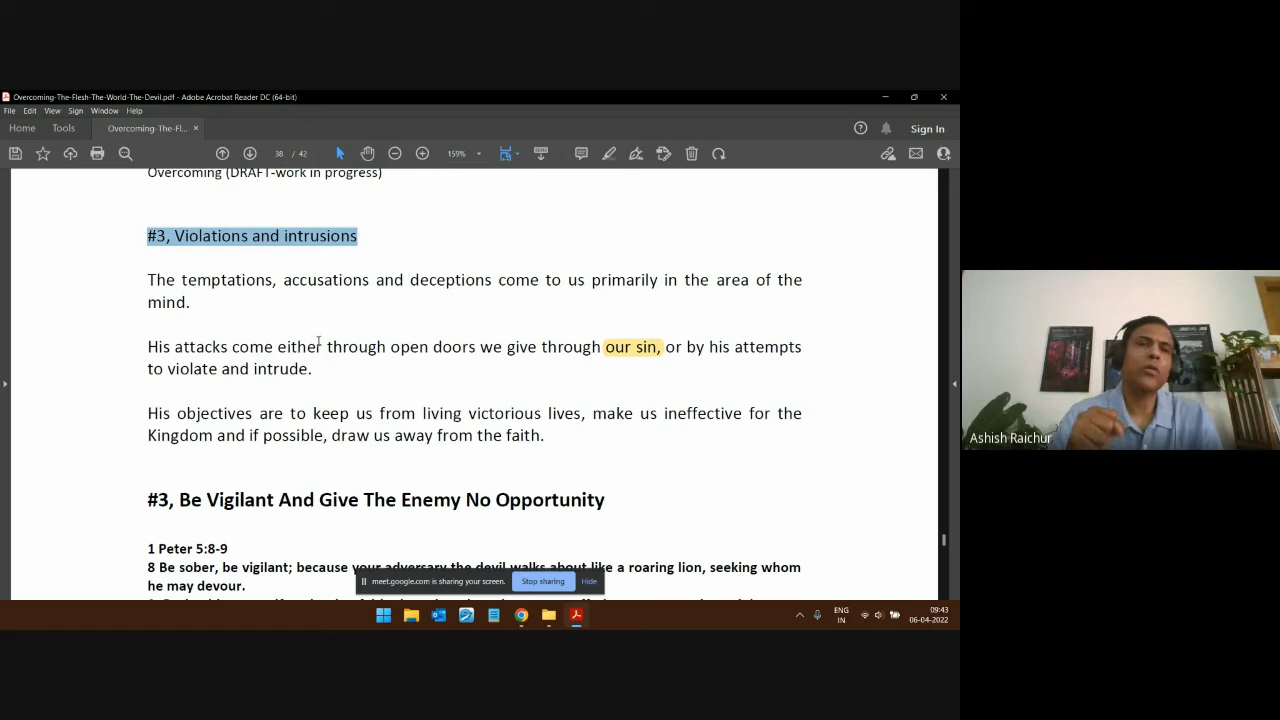 Overcoming-The-Flesh-The-World-The-Devil.pdf - Adobe Acrobat Reader DC (64-bit)
File Edit View Sign Window Help
Home Tools Overcoming-The-Fl... × Sign In
38 / 42 159%
Overcoming (DRAFT-work in progress)
#3, Violations and intrusions
The temptations, accusations and deceptions come to us primarily in the area of the
mind.
His attacks come either through open doors we give through our sin, or by his attempts
to violate and intrude.
His objectives are to keep us from living victorious lives, make us ineffective for the
Kingdom and if possible, draw us away from the faith.
#3, Be Vigilant And Give The Enemy No Opportunity
1 Peter 5:8-9
8 Be sober, be vigilant; because your adversary the devil walks about like a roaring lion, seeking whom
he may devour.
meet.google.com is sharing your screen. Stop sharing Hide
ENG
IN
09:43
06-04-2022
Ashish Raichur